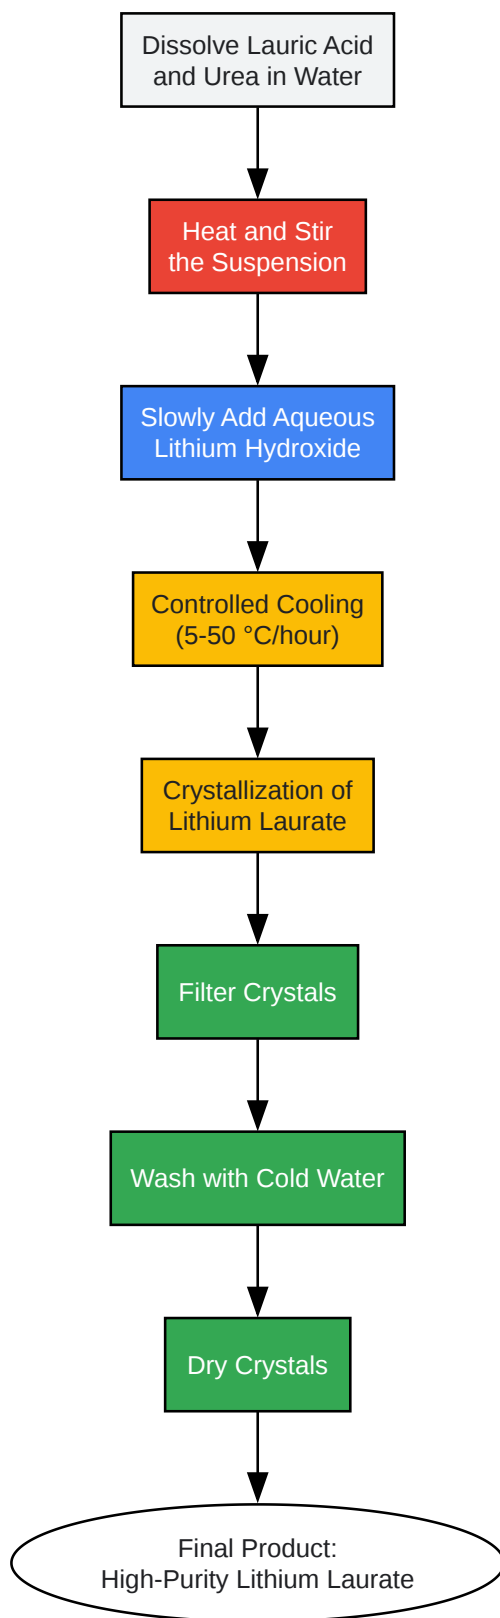 Dissolve Lauric Acid
and Urea in Water
Heat and Stir
the Suspension
Slowly Add Aqueous
Lithium Hydroxide
Controlled Cooling
(5-50 °C/hour)
Crystallization of
Lithium Laurate
Filter Crystals
Wash with Cold Water
Dry Crystals
Final Product:
High-Purity Lithium Laurate